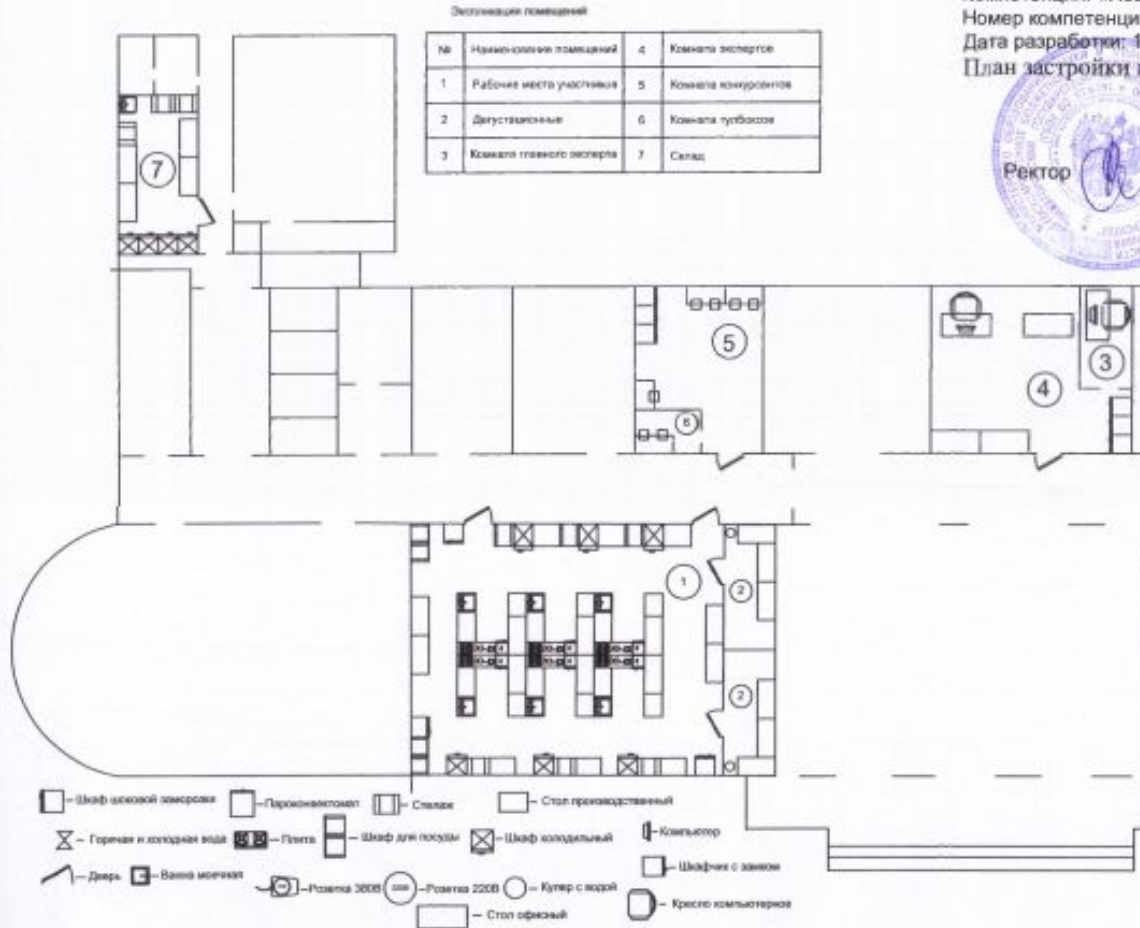 Экспликация помещений
Номер компетенци
Дата разработки: 1
План застройки
Ректор
№ Наименование помещений 4 Комната экспертов
1 Рабочие места участников 5 Комната конкурсантов
2 Дегустационные 6 Комната тулбоксов
3 Комната главного эксперта 7 Склад
7
5
6
4
3
1
2
2
– Шкаф шоковой заморозки – Пароконвектомат – Стеллаж – Стол производственный
– Горячая и холодная вода – Плита – Шкаф для посуды – Шкаф холодильный – Компьютер
– Дверь – Ванна моечная – Розетка 380В – Розетка 220В – Кулер с водой – Шкафчик с замком
– Стол офисный – Кресло компьютерное